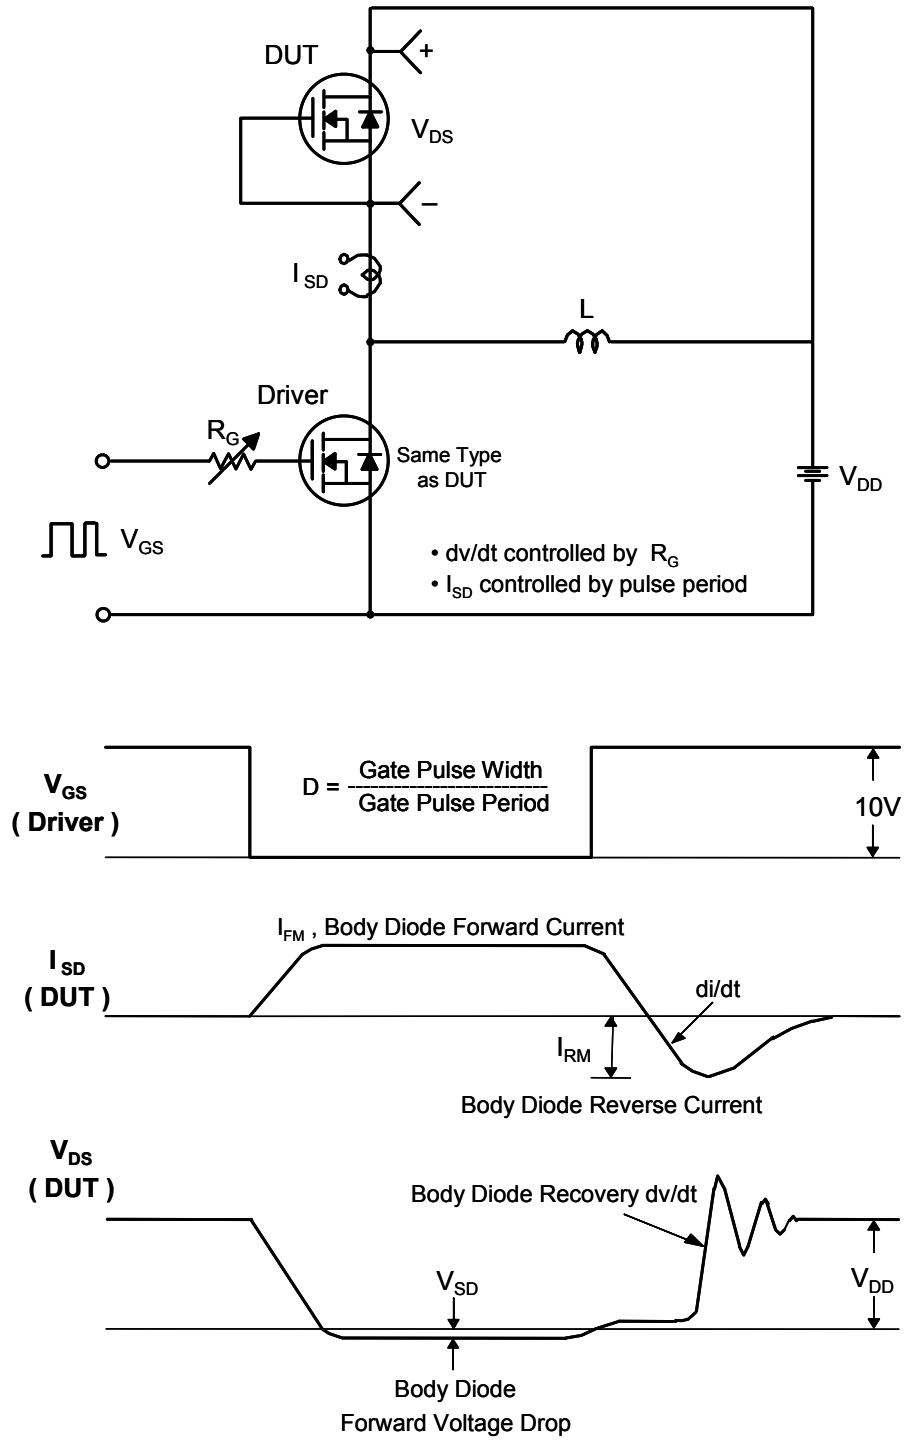 DUT
+
V_DS
−
I_SD
L
Driver
R_G
Same Type
as DUT
V_DD
V_GS
• dv/dt controlled by R_G
• I_SD controlled by pulse period
V_GS
( Driver )
D = Gate Pulse Width
Gate Pulse Period
10V
I_FM , Body Diode Forward Current
I_SD
( DUT )
di/dt
I_RM
Body Diode Reverse Current
V_DS
( DUT )
Body Diode Recovery dv/dt
V_SD
V_DD
Body Diode
Forward Voltage Drop